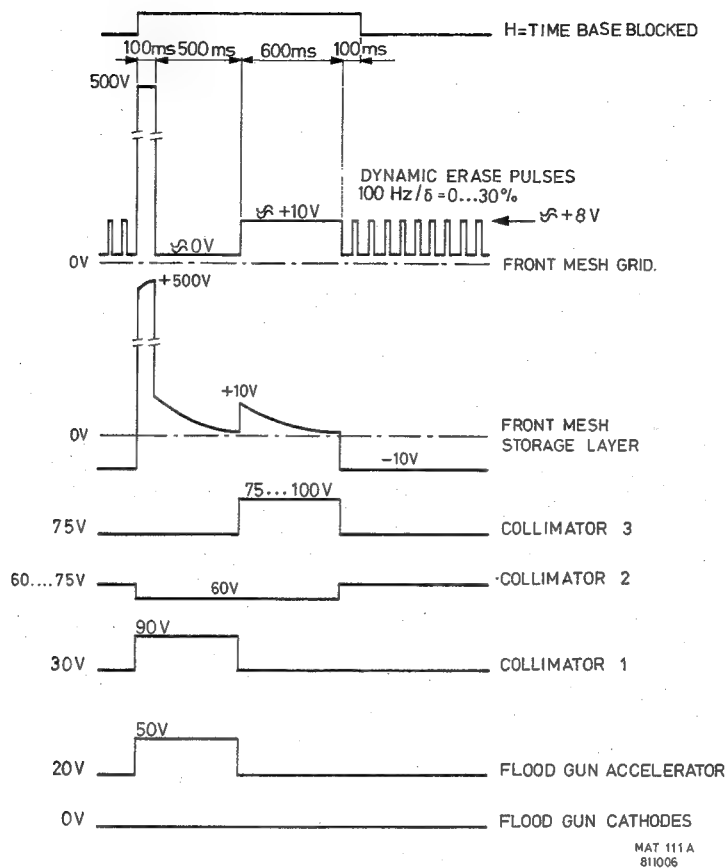 H=TIME BASE BLOCKED
100ms 500ms 600ms 100ms
500V
DYNAMIC ERASE PULSES
100 Hz/δ=0...30%
≈ +10V
≈ +8V
≈ 0V
0V
FRONT MESH GRID.
+500V
+10V
0V
FRONT MESH
STORAGE LAYER
-10V
75...100V
75V
COLLIMATOR 3
60....75V
60V
COLLIMATOR 2
90V
30V
COLLIMATOR 1
50V
20V
FLOOD GUN ACCELERATOR
0V
FLOOD GUN CATHODES
MAT 111 A
811006